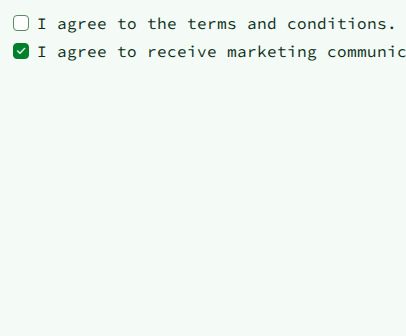 I agree to the terms and conditions.
I agree to receive marketing communic